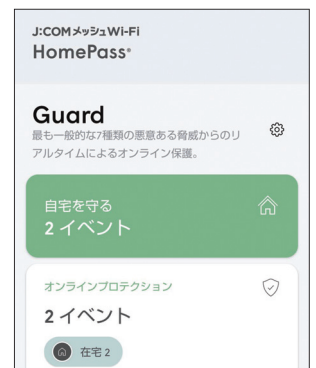 J:COMメッシュWi-Fi
HomePass®
Guard
最も一般的な7種類の悪意ある脅威からのリ
アルタイムによるオンライン保護。
自宅を守る
2 イベント
オンラインプロテクション
2 イベント
在宅 2